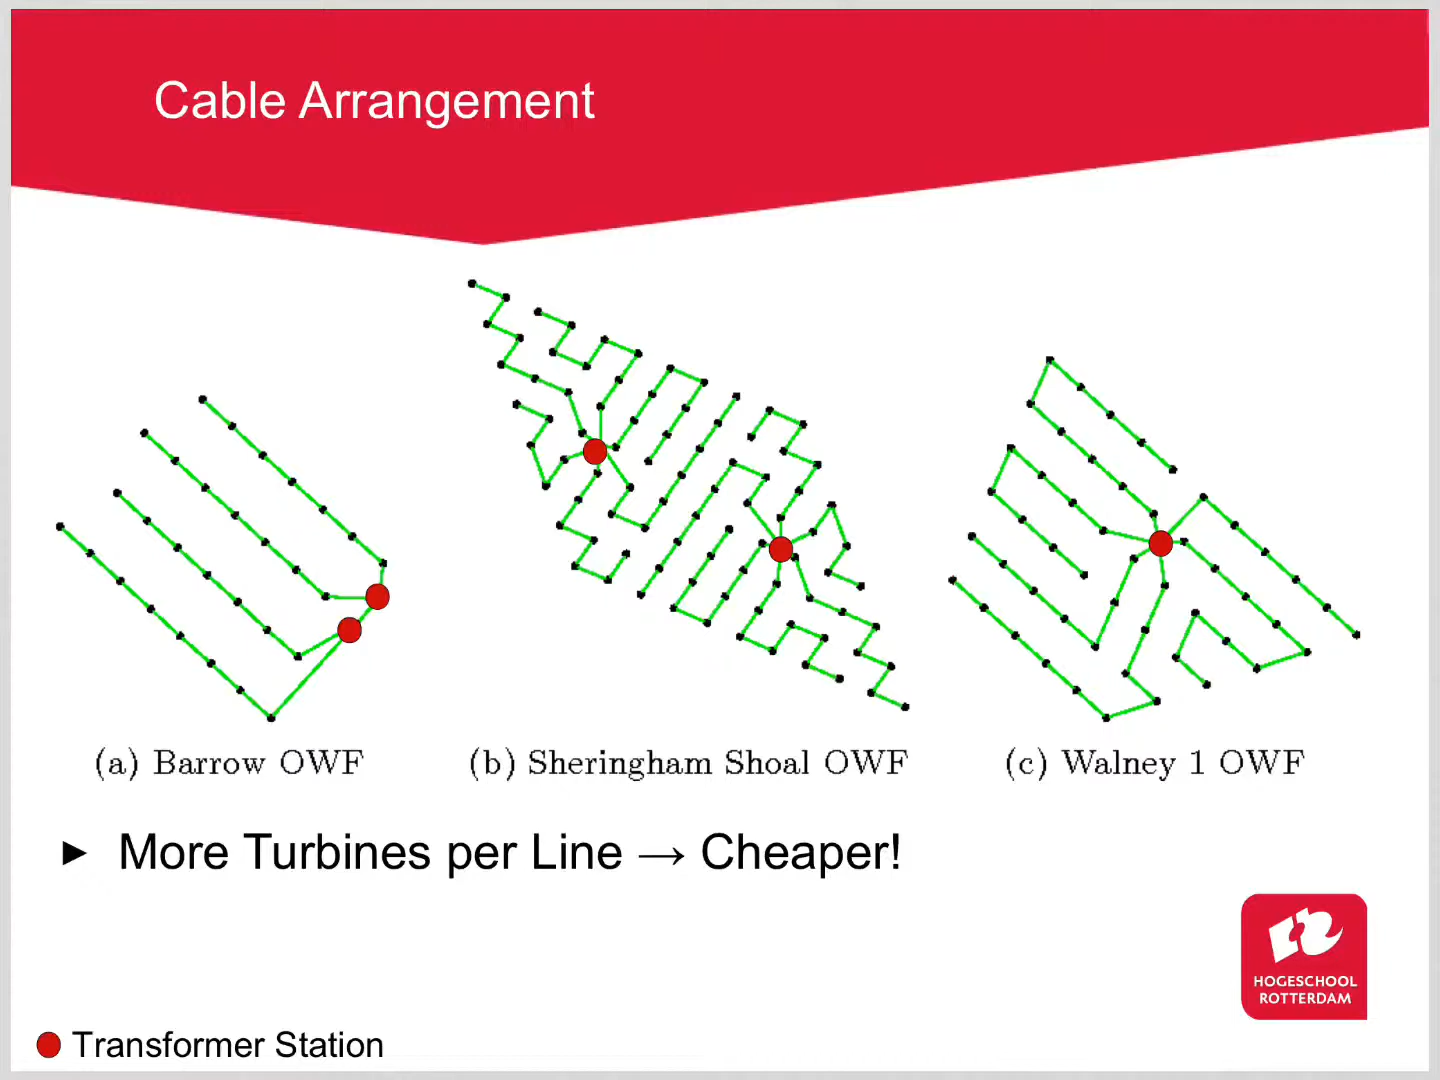 Cable Arrangement
(a) Barrow OWF
(b) Sheringham Shoal OWF
(c) Walney 1 OWF
► More Turbines per Line → Cheaper!
HOGESCHOOL
ROTTERDAM
Transformer Station